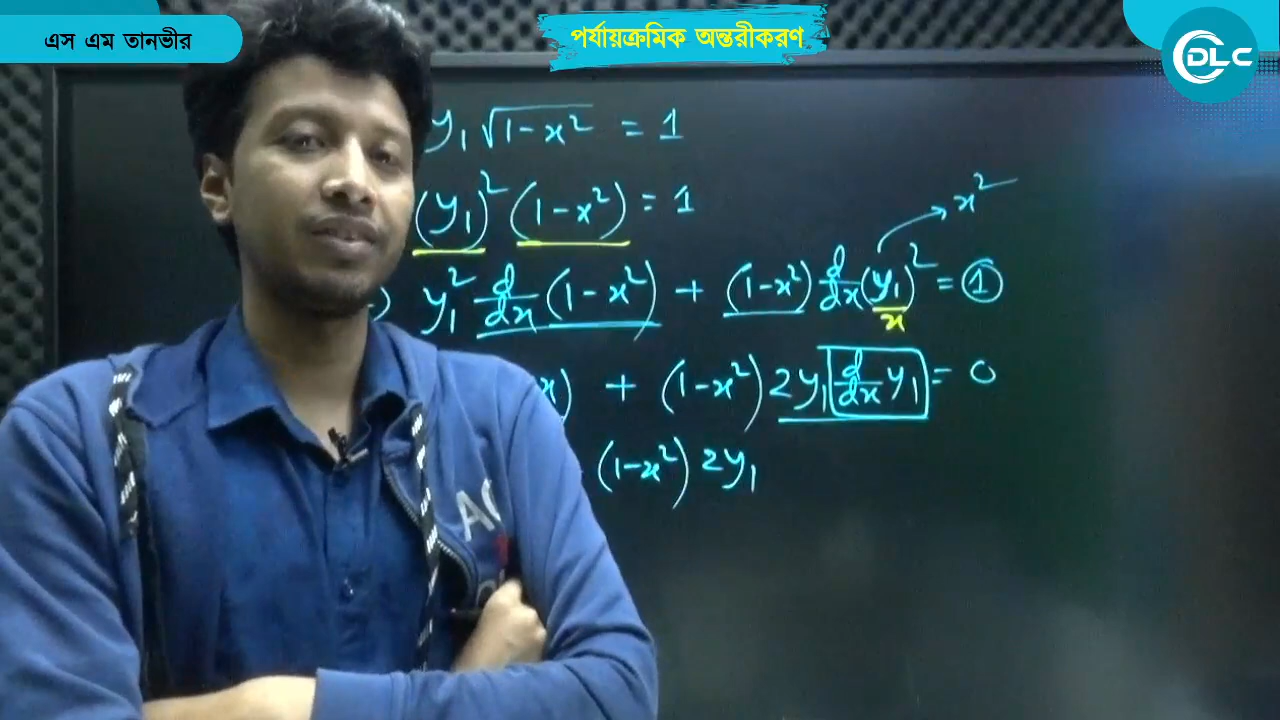 এস এম তানভীর
পর্যায়ক্রমিক অন্তরীকরণ
DLC
y₁ √(1-x²) = 1
(y₁)² (1-x²) = 1
x²
y₁² d/dx (1-x²) + (1-x²) d/dx (y₁)² = 1
x
x) + (1-x²) 2y₁ d/dx y₁ = 0
(1-x²) 2y₁